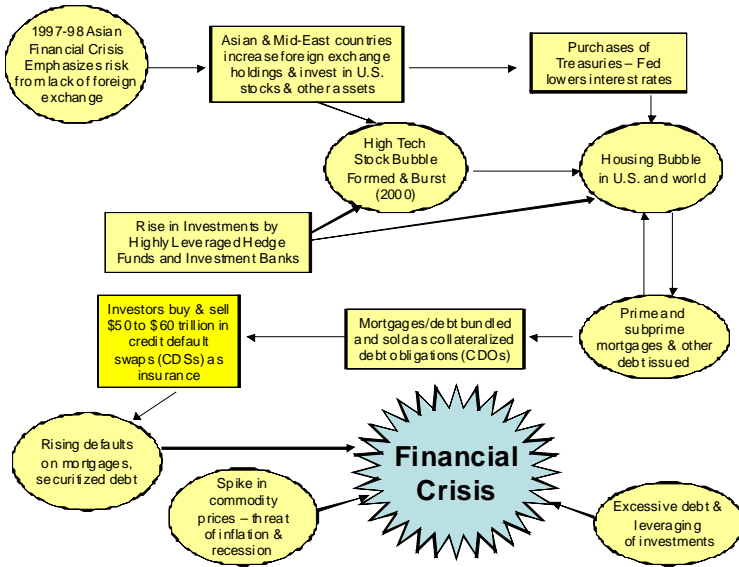 1997-98 Asian
Financial Crisis
Emphasizes risk
from lack of foreign
exchange
Asian & Mid-East countries
increase foreign exchange
holdings & invest in U.S.
stocks & other assets
Purchases of
Treasuries – Fed
lowers interest rates
High Tech
Stock Bubble
Formed & Burst
(2000)
Housing Bubble
in U.S. and world
Rise in Investments by
Highly Leveraged Hedge
Funds and Investment Banks
Investors buy & sell
$50 to $60 trillion in
credit default
swaps (CDSs) as
insurance
Mortgages/debt bundled
and sold as collateralized
debt obligations (CDOs)
Prime and
subprime
mortgages & other
debt issued
Rising defaults
on mortgages,
securitized debt
Financial
Crisis
Spike in
commodity
prices – threat
of inflation &
recession
Excessive debt &
leveraging
of investments